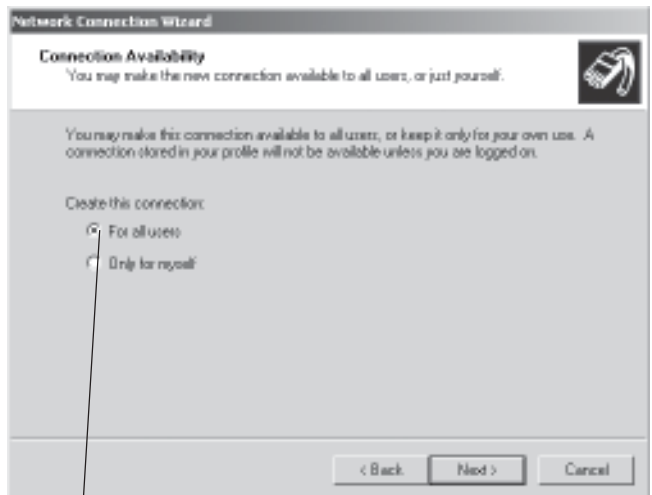 Network Connection Wizard
Connection Availability
You may make the new connection available to all users, or just yourself.
You may make this connection available to all users, or keep it only for your own use. A
connection stored in your profile will not be available unless you are logged on.
Create this connection:
For all users
Only for myself
< Back
Next >
Cancel